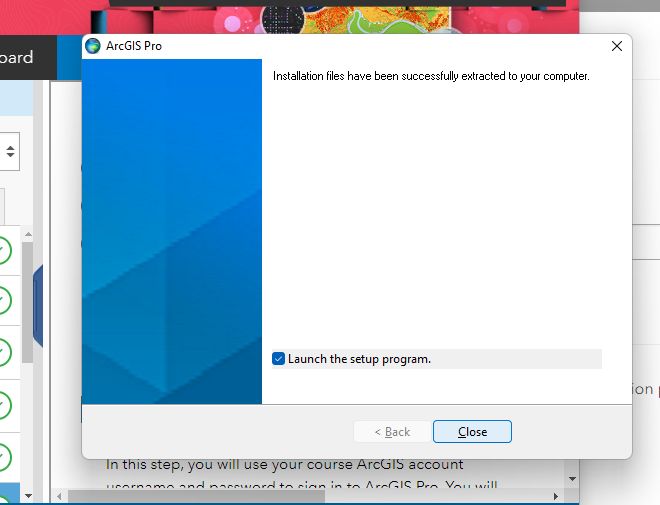 ArcGIS Pro
oard
Installation files have been successfully extracted to your computer.
Launch the setup program.
ion p
< Back
Close
In this step, you will use your course ArcGIS account
username and password to sign in to ArcGIS Pro. You will